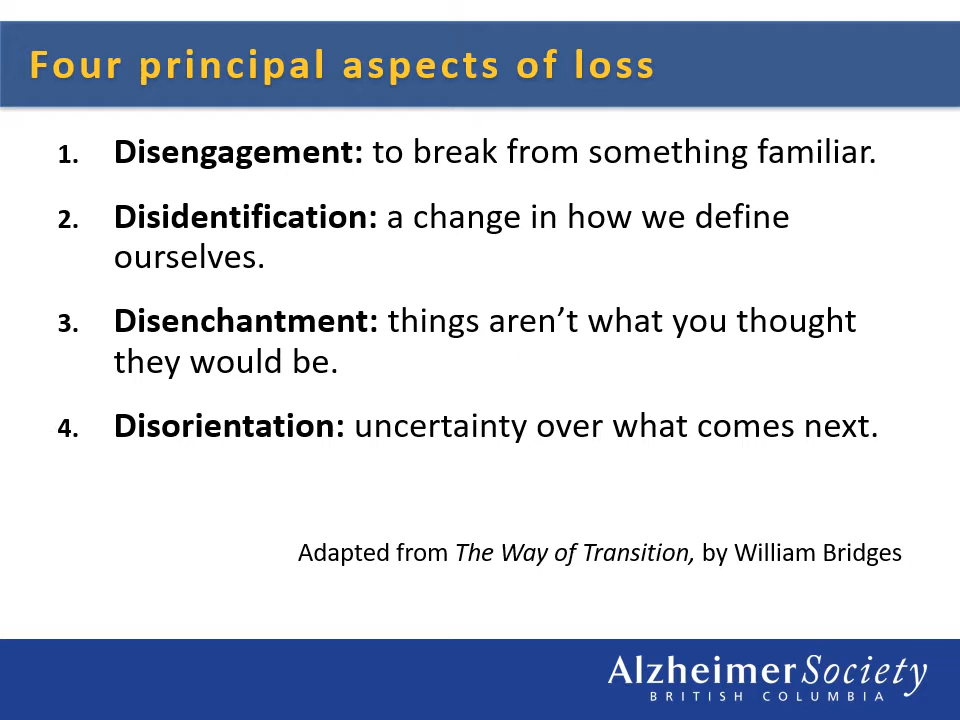 Four principal aspects of loss
1. Disengagement: to break from something familiar.
2. Disidentification: a change in how we define
ourselves.
3. Disenchantment: things aren’t what you thought
they would be.
4. Disorientation: uncertainty over what comes next.
Adapted from The Way of Transition, by William Bridges
Alzheimer Society
BRITISH COLUMBIA